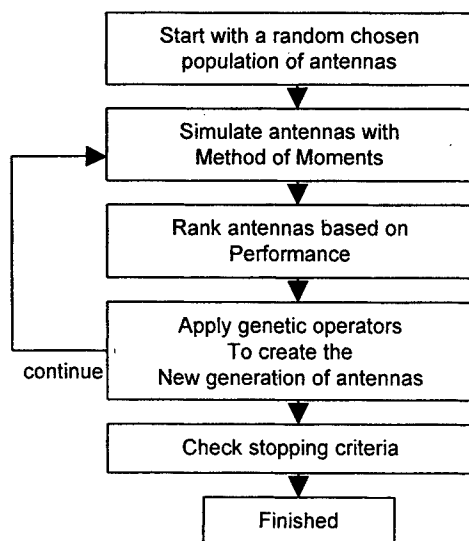 Start with a random chosen
population of antennas
Simulate antennas with
Method of Moments
Rank antennas based on
Performance
Apply genetic operators
To create the
New generation of antennas
continue
Check stopping criteria
Finished